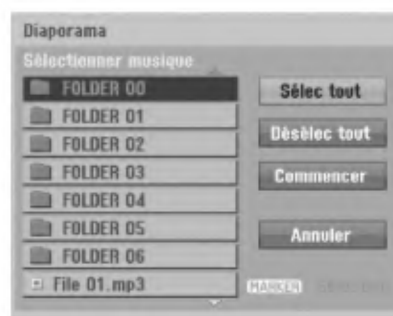 Diaporama
Sélectionner musique
FOLDER 00
FOLDER 01
FOLDER 02
FOLDER 03
FOLDER 04
FOLDER 05
FOLDER 06
File 01.mp3
Sélec tout
Désélec tout
Commencer
Annuler
MARKER